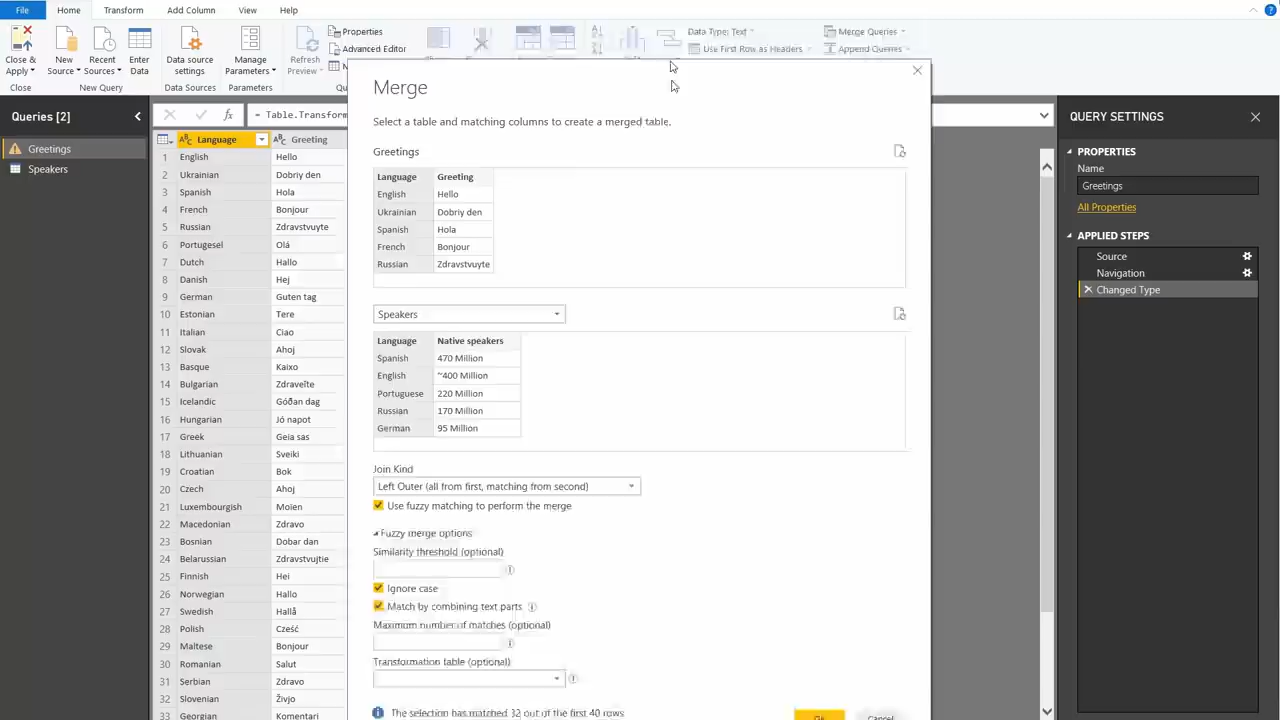 File Home Transform Add Column View Help
Close & Apply
New Source
Recent Sources
Enter Data
Data source settings
Manage Parameters
Refresh Preview
Properties
Advanced Editor
Data Type: Text
Use First Row as Headers
Merge Queries
Append Queries
Close New Query Data Sources Parameters
Queries [2]
Greetings
Speakers
= Table.Transform
Language Greeting
1 English Hello
2 Ukrainian Dobriy den
3 Spanish Hola
4 French Bonjour
5 Russian Zdravstvuyte
6 Portugesel Olá
7 Dutch Hallo
8 Danish Hej
9 German Guten tag
10 Estonian Tere
11 Italian Ciao
12 Slovak Ahoj
13 Basque Kaixo
14 Bulgarian Zdraveĭte
15 Icelandic Góðan dag
16 Hungarian Jó napot
17 Greek Geia sas
18 Lithuanian Sveiki
19 Croatian Bok
20 Czech Ahoj
21 Luxembourgish Moïen
22 Macedonian Zdravo
23 Bosnian Dobar dan
24 Belarussian Zdravstvujtie
25 Finnish Hei
26 Norwegian Hallo
27 Swedish Hallå
28 Polish Cześć
29 Maltese Bonjour
30 Romanian Salut
31 Serbian Zdravo
32 Slovenian Živjo
33 Georgian Komentari
Merge
Select a table and matching columns to create a merged table.
Greetings
Language Greeting
English Hello
Ukrainian Dobriy den
Spanish Hola
French Bonjour
Russian Zdravstvuyte
Speakers
Language Native speakers
Spanish 470 Million
English ~400 Million
Portuguese 220 Million
Russian 170 Million
German 95 Million
Join Kind
Left Outer (all from first, matching from second)
Use fuzzy matching to perform the merge
Fuzzy merge options
Similarity threshold (optional)
Ignore case
Match by combining text parts
Maximum number of matches (optional)
Transformation table (optional)
The selection has matched 32 out of the first 40 rows.
Ok Cancel
QUERY SETTINGS
PROPERTIES
Name
Greetings
All Properties
APPLIED STEPS
Source
Navigation
Changed Type